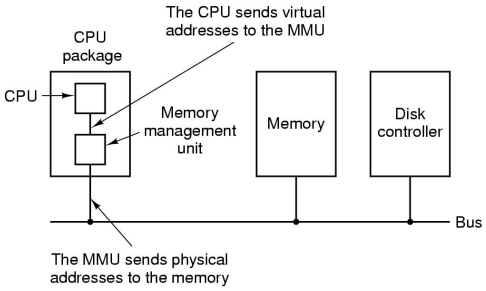 The CPU sends virtual
addresses to the MMU
CPU
package
CPU
Memory
management
unit
Memory
Disk
controller
Bus
The MMU sends physical
addresses to the memory